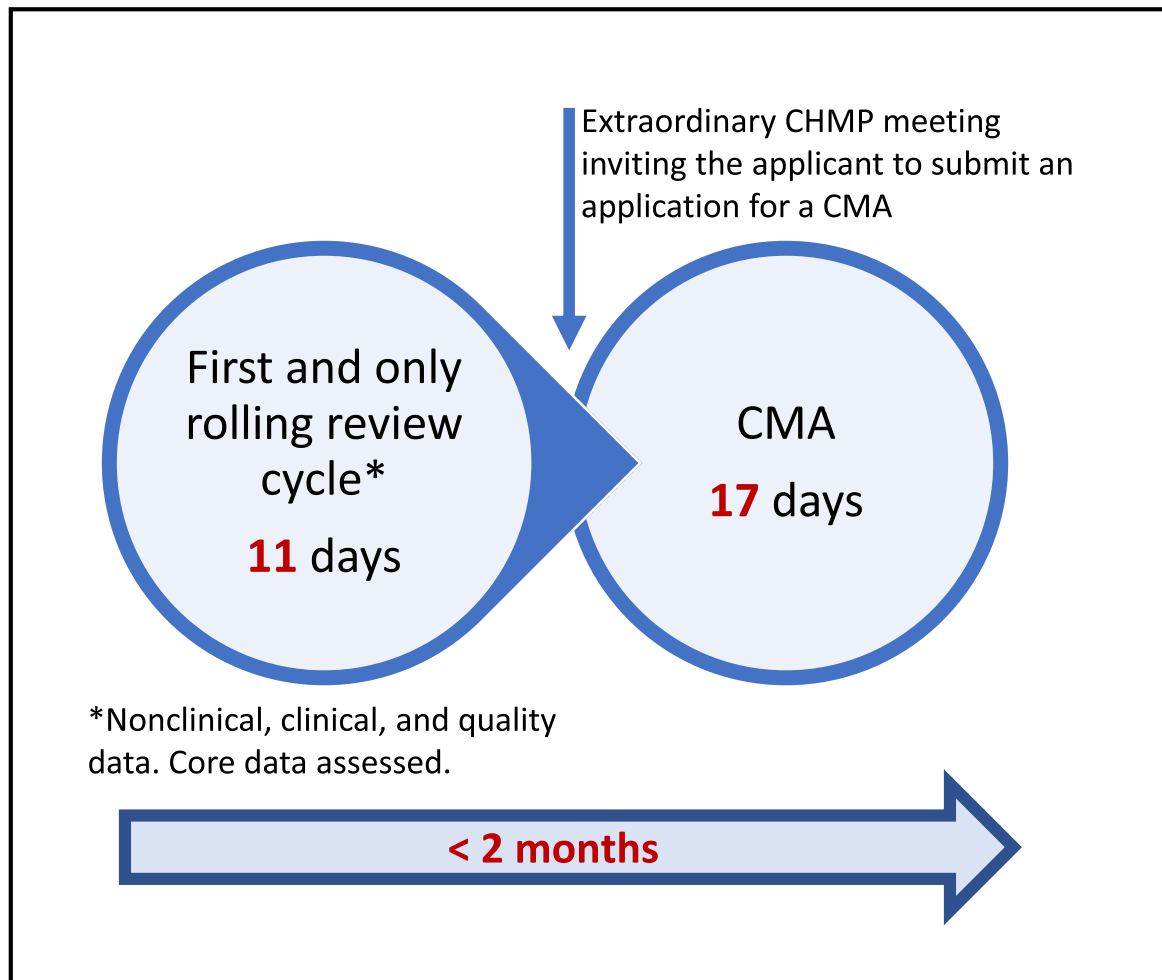 Extraordinary CHMP meeting
inviting the applicant to submit an
application for a CMA
First and only
rolling review
cycle*
11 days
CMA
17 days
*Nonclinical, clinical, and quality
data. Core data assessed.
< 2 months